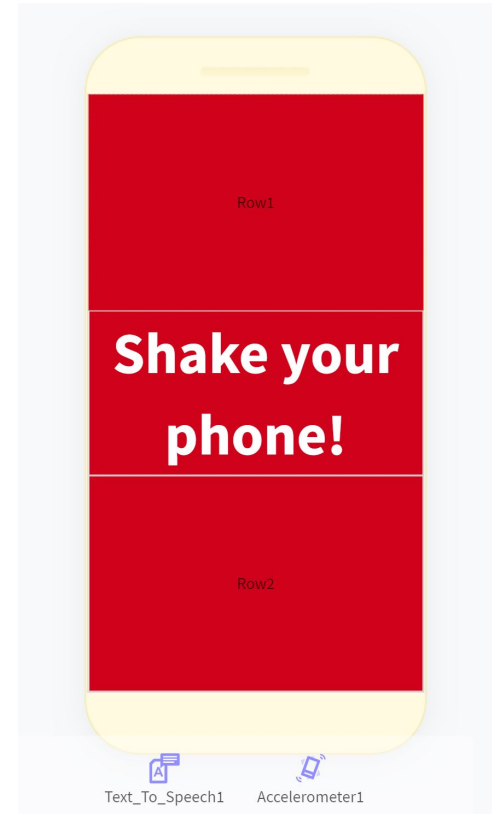 Row1
Shake your
phone!
Row2
Text_To_Speech1
Accelerometer1